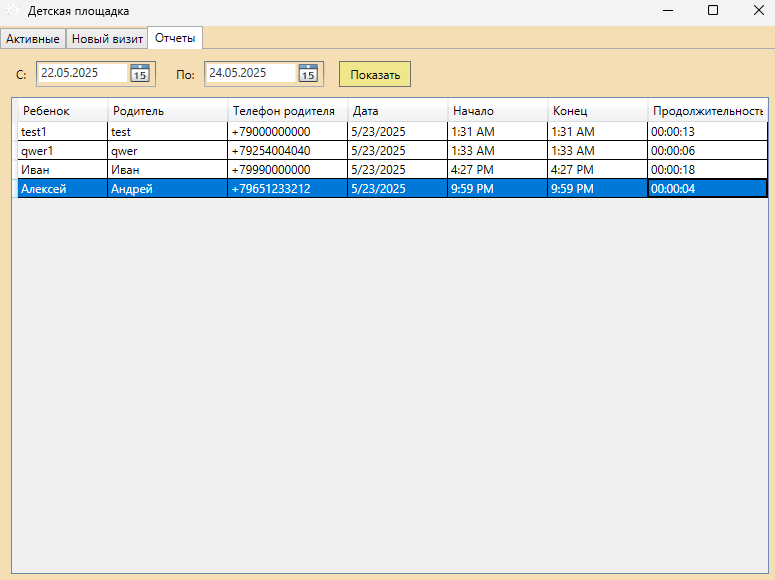 Детская площадка
Активные Новый визит Отчеты
С: 22.05.2025 15 По: 24.05.2025 15 Показать
Ребенок Родитель Телефон родителя Дата Начало Конец Продолжительность
test1 test +79000000000 5/23/2025 1:31 AM 1:31 AM 00:00:13
qwer1 qwer +79254004040 5/23/2025 1:33 AM 1:33 AM 00:00:06
Иван Иван +79990000000 5/23/2025 4:27 PM 4:27 PM 00:00:18
Алексей Андрей +79651233212 5/23/2025 9:59 PM 9:59 PM 00:00:04